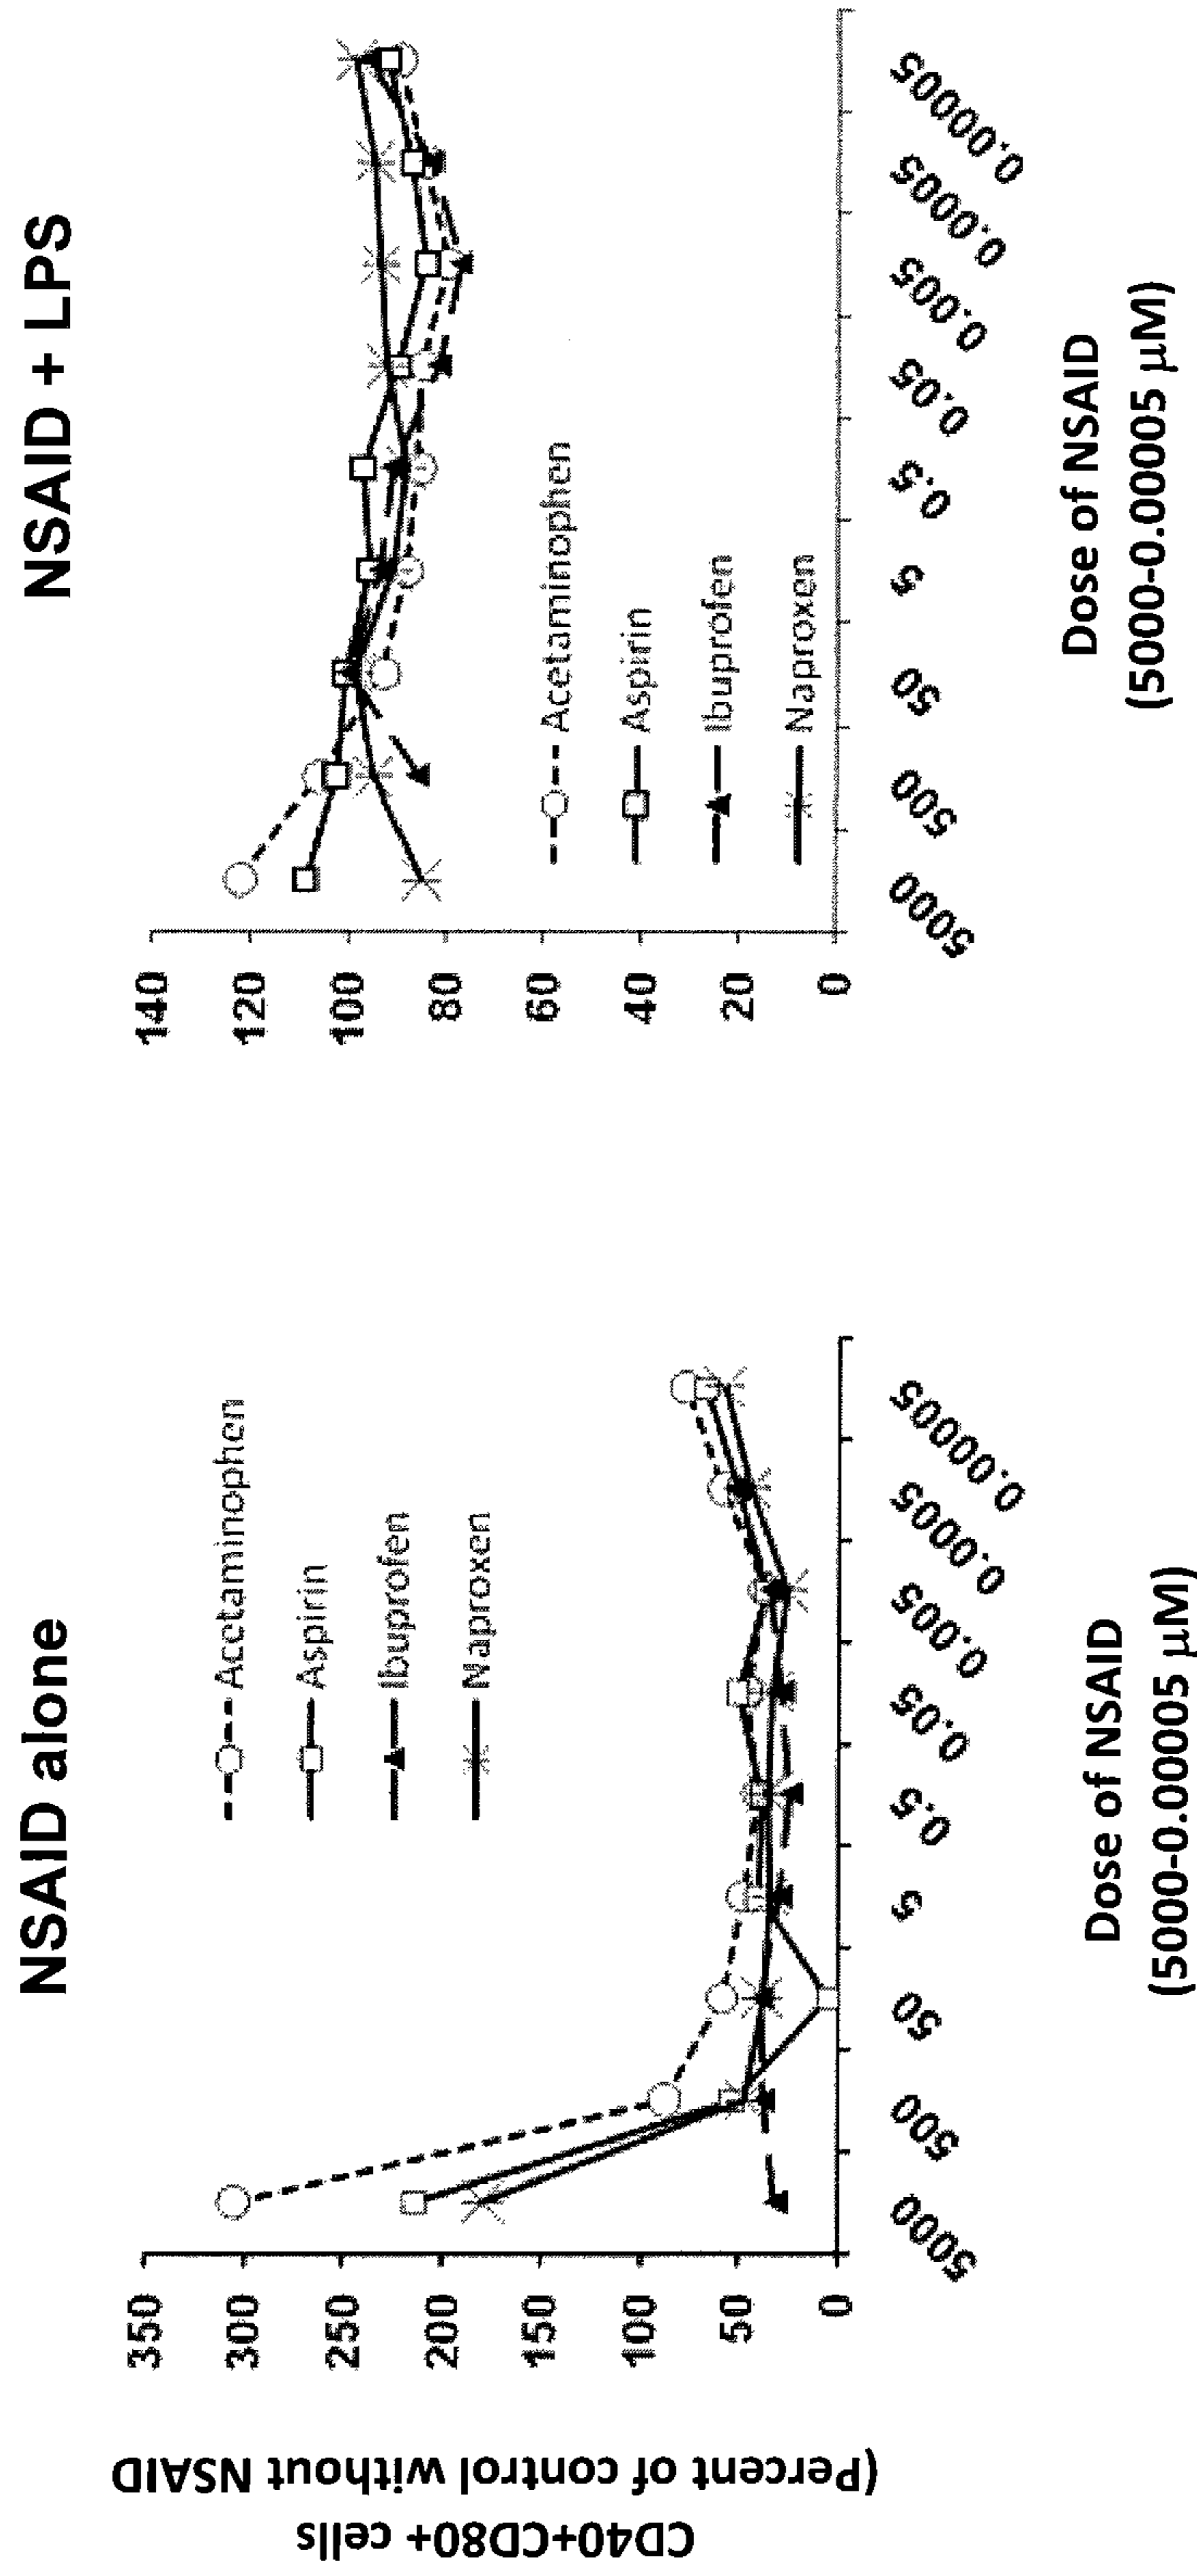 NSAID alone
CD40+CD80+ cells
(Percent of control without NSAID
350
300
250
200
150
100
50
0
Acetaminophen
Aspirin
Ibuprofen
Naproxen
5000
500
50
5
0.5
0.05
0.005
0.0005
0.00005
Dose of NSAID
(5000-0.00005 µM)
NSAID + LPS
140
120
100
80
60
40
20
0
Acetaminophen
Aspirin
Ibuprofen
Naproxen
5000
500
50
5
0.5
0.05
0.005
0.0005
0.00005
Dose of NSAID
(5000-0.00005 µM)